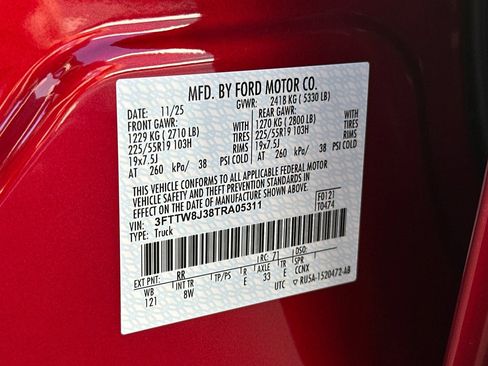 MFD. BY FORD MOTOR CO.
DATE: 11/25 GVWR: 2418 KG ( 5330 LB)
FRONT GAWR: REAR GAWR:
1229 KG ( 2710 LB) WITH 1270 KG ( 2800 LB) WITH
225/55R19 103H TIRES 225/55R19 103H TIRES
19x7.5J RIMS 19x7.5J RIMS
AT 260 kPa/ 38 PSI COLD AT 260 kPa/ 38 PSI COLD
THIS VEHICLE CONFORMS TO ALL APPLICABLE FEDERAL MOTOR
VEHICLE SAFETY AND THEFT PREVENTION STANDARDS IN
EFFECT ON THE DATE OF MANUFACTURE SHOWN ABOVE.
VIN: 3FTTW8J38TRA05311 F0121
TYPE: Truck 70474
EXT PNT: RR RC: 71 DSO:
WB INT TR TP/PS R AXLE TR SPR
121 8W E 33 E CCNX
UTC RU5A-1520472-AB